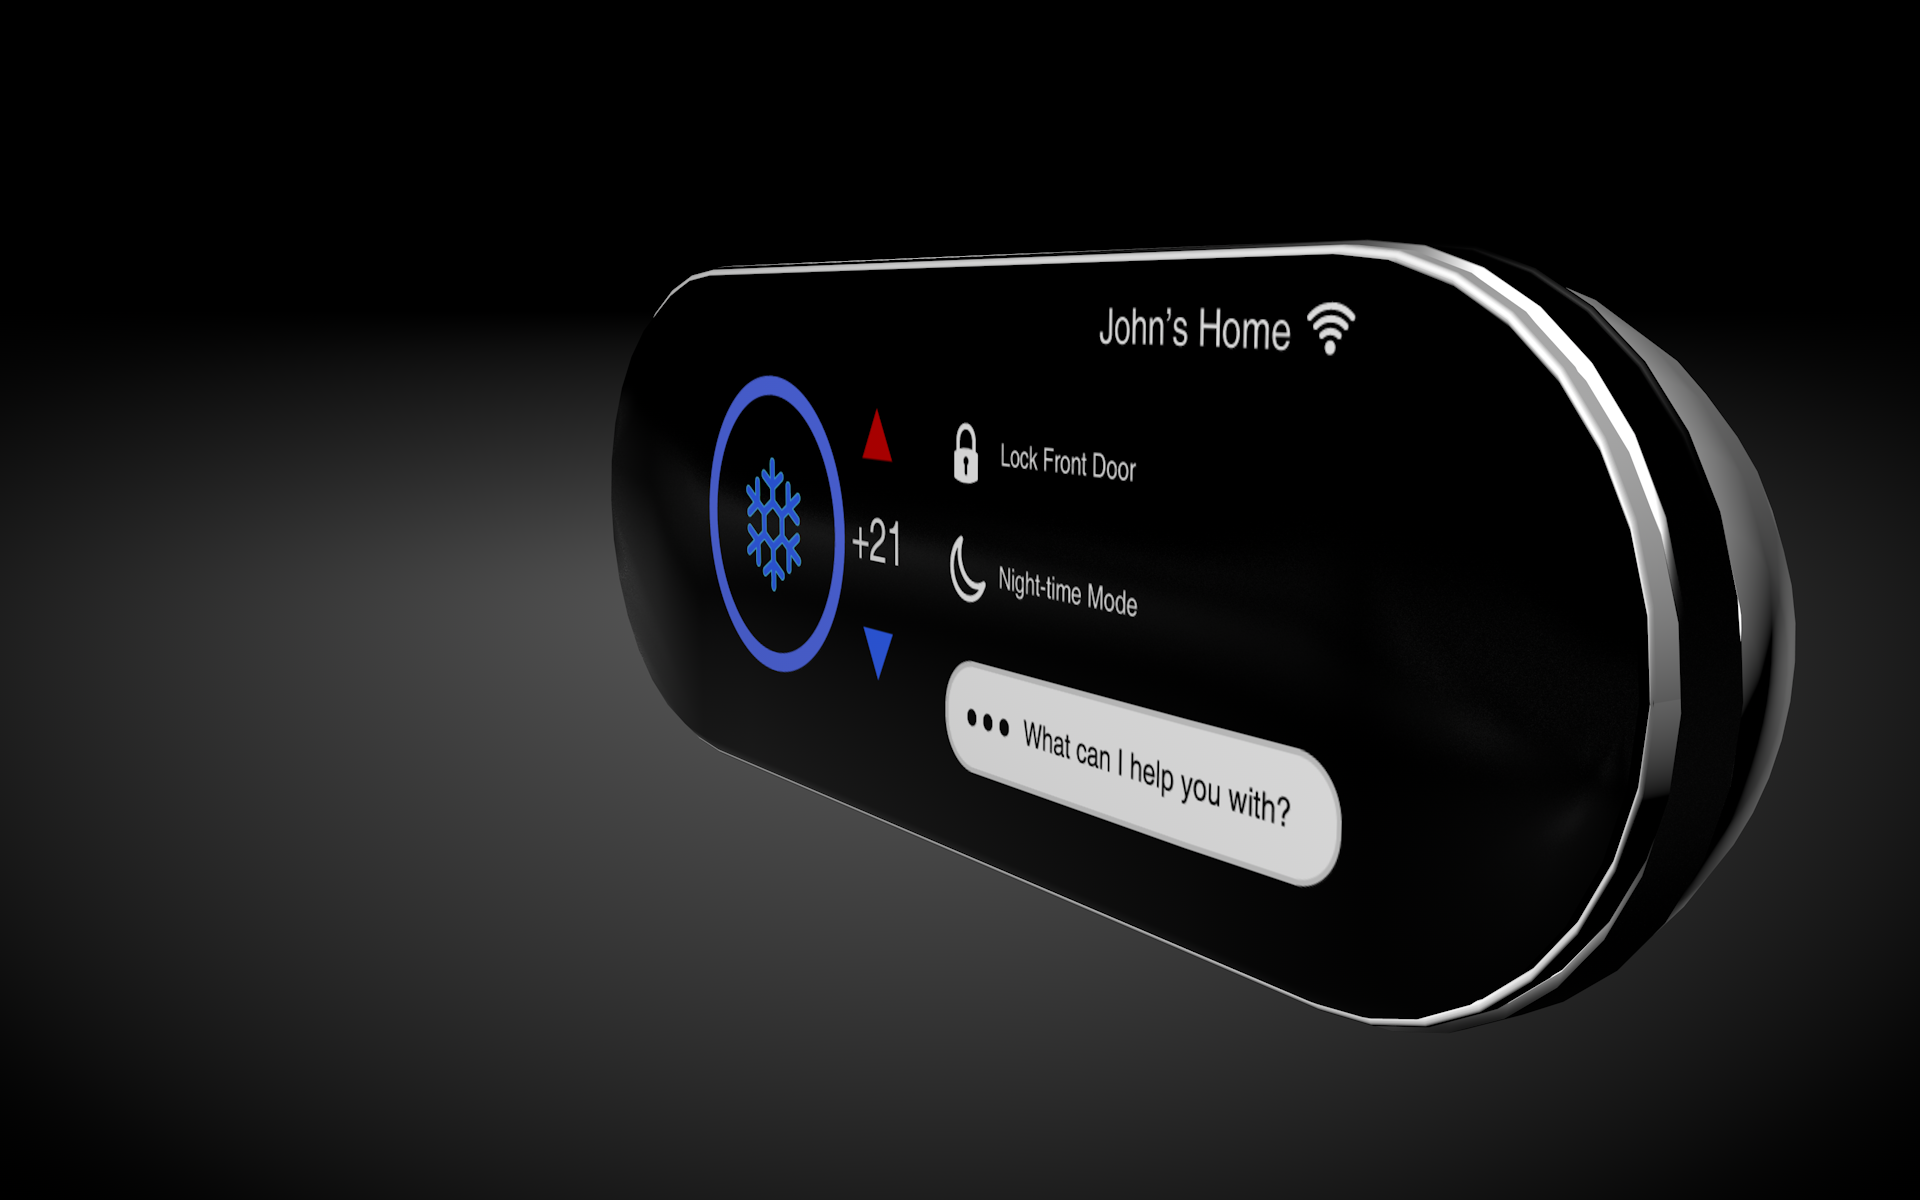 John's Home
Lock Front Door
+21
Night-time Mode
What can I help you with?